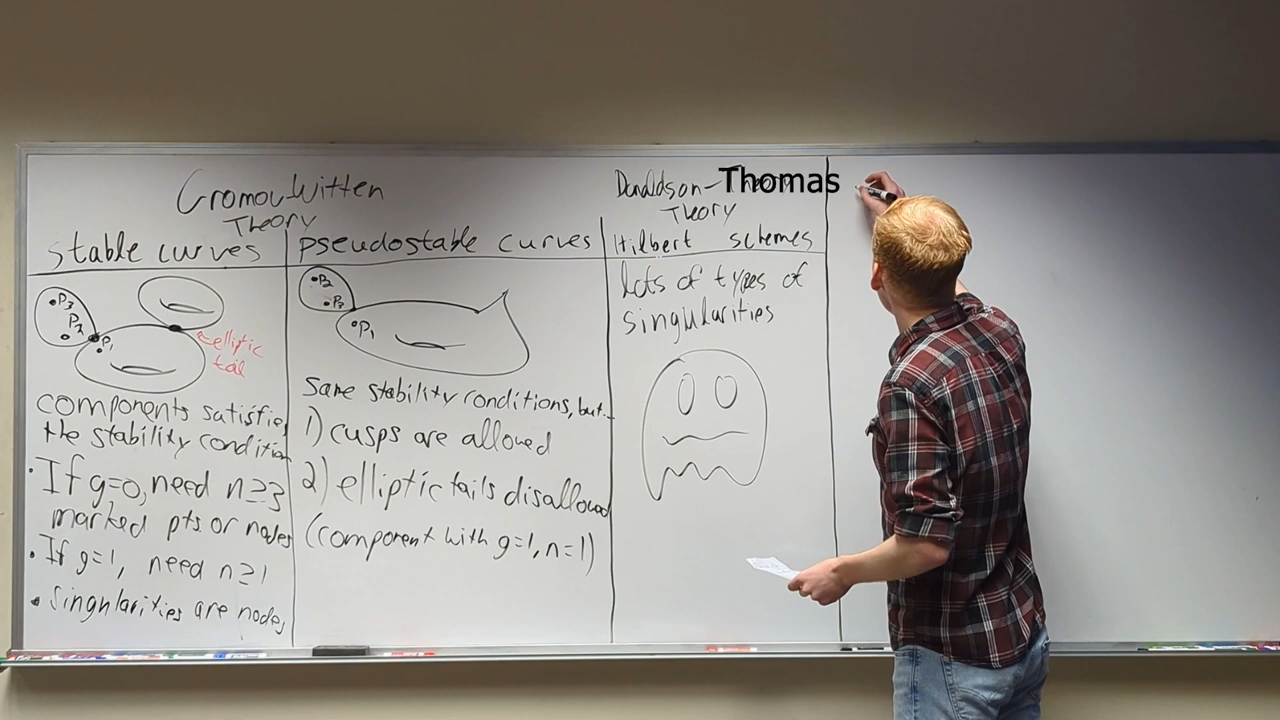 Gromov-Witten
Theory
stable curves
P3
P2
P1
elliptic
tail
components satisfies
the stability condition
• If g=0, need n≥3
marked pts or nodes
• If g=1, need n≥1
• singularities are nodes
pseudostable curves
P2
P3
P1
same stability conditions, but...
1) cusps are allowed
2) elliptic tails disallowed
(component with g=1, n=1)
Donaldson-Thomas
Theory
Hilbert schemes
lots of types of
singularities